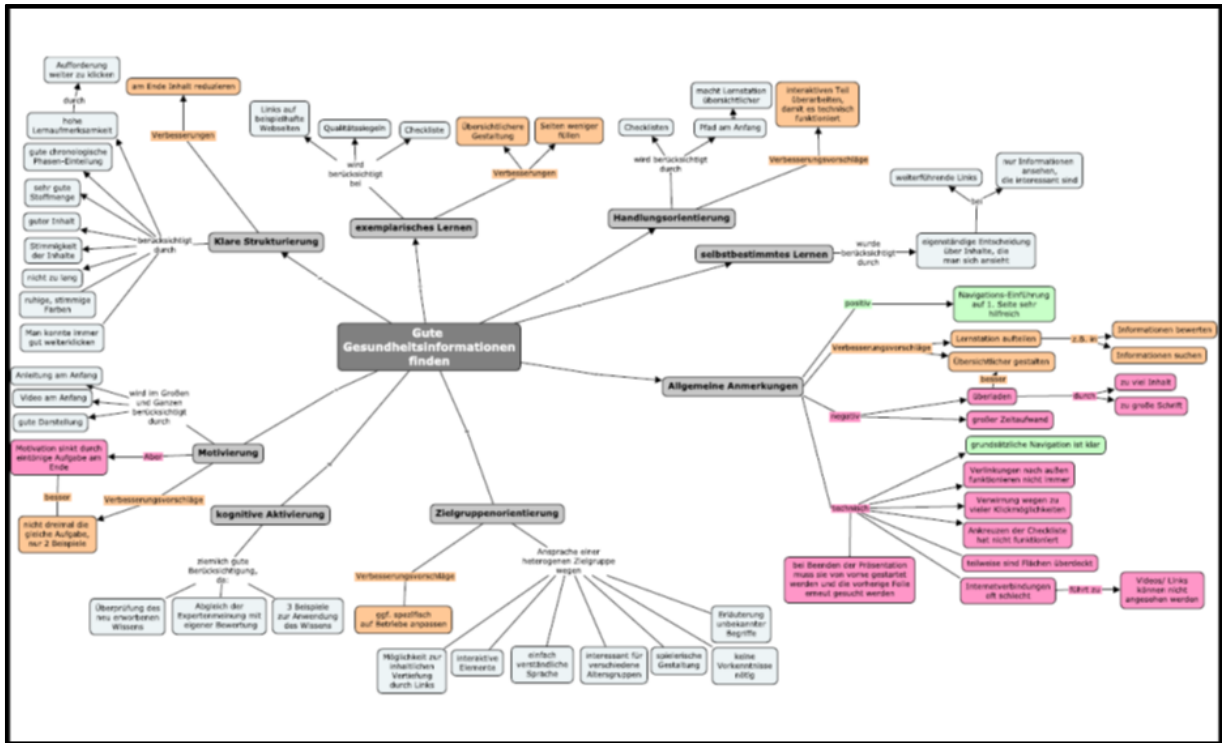 Aufforderung
weiter zu klicken
durch
hohe
Lernaufmerksamkeit
gute chronologische
Phasen-Einteilung
sehr gute
Stoffmenge
guter Inhalt
Stimmigkeit
der Inhalte
nicht zu lang
ruhige, stimmige
Farben
Man konnte immer
gut weiterklicken
berücksichtigt
durch
Klare Strukturierung
Verbesserungen
am Ende Inhalt reduzieren
Links auf
beispielhafte
Webseiten
Qualitätssiegeln
Checkliste
wird
berücksichtigt
bei
Übersichtlichere
Gestaltung
Seiten weniger
füllen
Verbesserungen
exemplarisches Lernen
Checklisten
macht Lernstation
übersichtlicher
Pfad am Anfang
wird berücksichtigt
durch
interaktiven Teil
überarbeiten,
damit es technisch
funktioniert
Verbesserungsvorschläge
Handlungsorientierung
selbstbestimmtes Lernen
wurde
berücksichtigt
durch
eigenständige Entscheidung
über Inhalte, die
man sich ansieht
bei
weiterführende Links
nur Informationen
ansehen,
die interessant sind
Gute
Gesundheitsinformationen
finden
Allgemeine Anmerkungen
positiv
Navigations-Einführung
auf 1. Seite sehr
hilfreich
Verbesserungsvorschläge
Lernstation aufteilen
z.B. in
Informationen bewerten
Informationen suchen
Übersichtlicher gestalten
besser
negativ
überladen
durch
zu viel Inhalt
zu große Schrift
großer Zeitaufwand
technisch
grundsätzliche Navigation ist klar
Verlinkungen nach außen
funktionieren nicht immer
Verwirrung wegen zu
vieler Klickmöglichkeiten
Ankreuzen der Checkliste
hat nicht funktioniert
teilweise sind Flächen überdeckt
Internetverbindungen
oft schlecht
führt zu
Videos/ Links
können nicht
angesehen werden
bei Beenden der Präsentation
muss sie von vorne gestartet
werden und die vorherige Folie
erneut gesucht werden
Anleitung am Anfang
Video am Anfang
gute Darstellung
wird im Großen
und Ganzen
berücksichtigt
durch
Motivierung
Aber
Motivation sinkt durch
eintönige Aufgabe am
Ende
besser
Verbesserungsvorschläge
nicht dreimal die
gleiche Aufgabe,
nur 2 Beispiele
kognitive Aktivierung
ziemlich gute
Berücksichtigung,
da:
Überprüfung des
neu erworbenen
Wissens
Abgleich der
Expertenmeinung mit
eigener Bewertung
3 Beispiele
zur Anwendung
des Wissens
Zielgruppenorientierung
Verbesserungsvorschläge
ggf. spezifisch
auf Betriebe anpassen
Ansprache einer
heterogenen Zielgruppe
wegen
Möglichkeit zur
inhaltlichen
Vertiefung
durch Links
interaktive
Elemente
einfach
verständliche
Sprache
interessant für
verschiedene
Altersgruppen
spielerische
Gestaltung
keine
Vorkenntnisse
nötig
Erläuterung
unbekannter
Begriffe